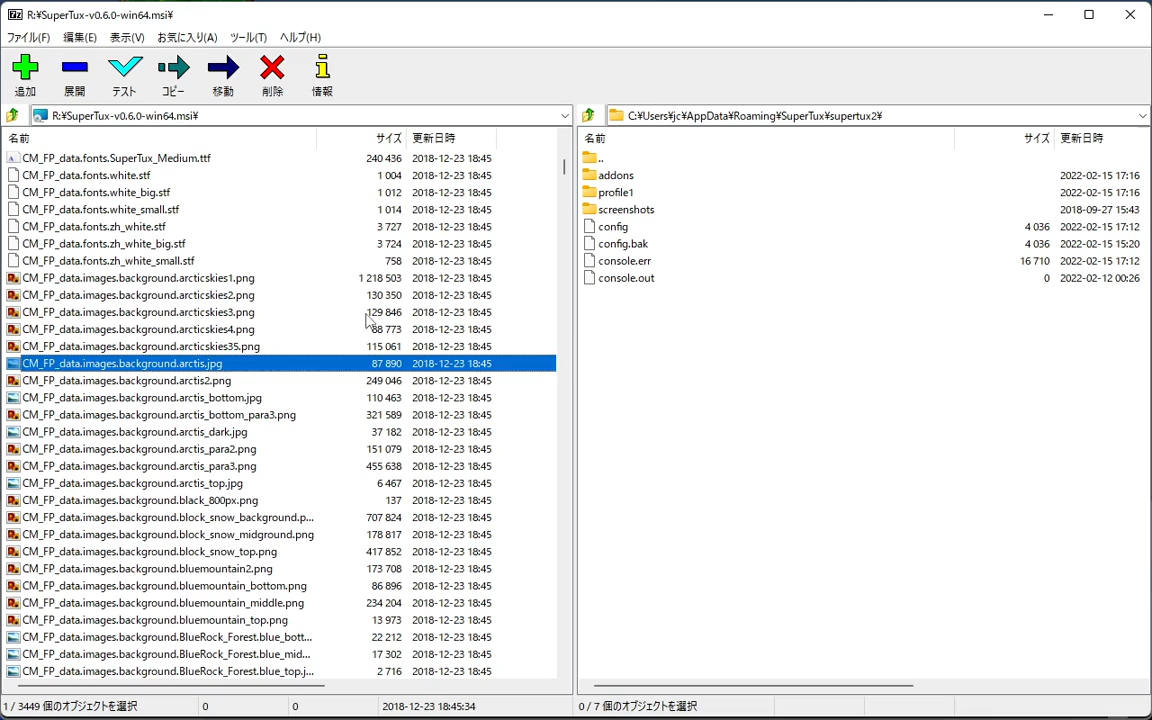 R:¥SuperTux-v0.6.0-win64.msi¥
ファイル(F) 編集(E) 表示(V) お気に入り(A) ツール(T) ヘルプ(H)
追加 展開 テスト コピー 移動 削除 情報
R:¥SuperTux-v0.6.0-win64.msi¥
名前 サイズ 更新日時
CM_FP_data.fonts.SuperTux_Medium.ttf 240 436 2018-12-23 18:45
CM_FP_data.fonts.white.stf 1 004 2018-12-23 18:45
CM_FP_data.fonts.white_big.stf 1 012 2018-12-23 18:45
CM_FP_data.fonts.white_small.stf 1 014 2018-12-23 18:45
CM_FP_data.fonts.zh_white.stf 3 727 2018-12-23 18:45
CM_FP_data.fonts.zh_white_big.stf 3 724 2018-12-23 18:45
CM_FP_data.fonts.zh_white_small.stf 758 2018-12-23 18:45
CM_FP_data.images.background.arcticskies1.png 1 218 503 2018-12-23 18:45
CM_FP_data.images.background.arcticskies2.png 130 350 2018-12-23 18:45
CM_FP_data.images.background.arcticskies3.png 129 846 2018-12-23 18:45
CM_FP_data.images.background.arcticskies4.png 88 773 2018-12-23 18:45
CM_FP_data.images.background.arcticskies35.png 115 061 2018-12-23 18:45
CM_FP_data.images.background.arctis.jpg 87 890 2018-12-23 18:45
CM_FP_data.images.background.arctis2.png 249 046 2018-12-23 18:45
CM_FP_data.images.background.arctis_bottom.jpg 110 463 2018-12-23 18:45
CM_FP_data.images.background.arctis_bottom_para3.png 321 589 2018-12-23 18:45
CM_FP_data.images.background.arctis_dark.jpg 37 182 2018-12-23 18:45
CM_FP_data.images.background.arctis_para2.png 151 079 2018-12-23 18:45
CM_FP_data.images.background.arctis_para3.png 455 638 2018-12-23 18:45
CM_FP_data.images.background.arctis_top.jpg 6 467 2018-12-23 18:45
CM_FP_data.images.background.black_800px.png 137 2018-12-23 18:45
CM_FP_data.images.background.block_snow_background.p... 707 824 2018-12-23 18:45
CM_FP_data.images.background.block_snow_midground.png 178 817 2018-12-23 18:45
CM_FP_data.images.background.block_snow_top.png 417 852 2018-12-23 18:45
CM_FP_data.images.background.bluemountain2.png 173 708 2018-12-23 18:45
CM_FP_data.images.background.bluemountain_bottom.png 86 896 2018-12-23 18:45
CM_FP_data.images.background.bluemountain_middle.png 234 204 2018-12-23 18:45
CM_FP_data.images.background.bluemountain_top.png 13 973 2018-12-23 18:45
CM_FP_data.images.background.BlueRock_Forest.blue_bott... 22 212 2018-12-23 18:45
CM_FP_data.images.background.BlueRock_Forest.blue_mid... 17 302 2018-12-23 18:45
CM_FP_data.images.background.BlueRock_Forest.blue_top.j... 2 716 2018-12-23 18:45
1 / 3449 個のオブジェクトを選択 0 0 2018-12-23 18:45:34
C:¥Users¥jc¥AppData¥Roaming¥SuperTux¥supertux2¥
名前 サイズ 更新日時
..
addons 2022-02-15 17:16
profile1 2022-02-15 17:16
screenshots 2018-09-27 15:43
config 4 036 2022-02-15 17:12
config.bak 4 036 2022-02-15 15:20
console.err 16 710 2022-02-15 17:12
console.out 0 2022-02-12 00:26
0 / 7 個のオブジェクトを選択